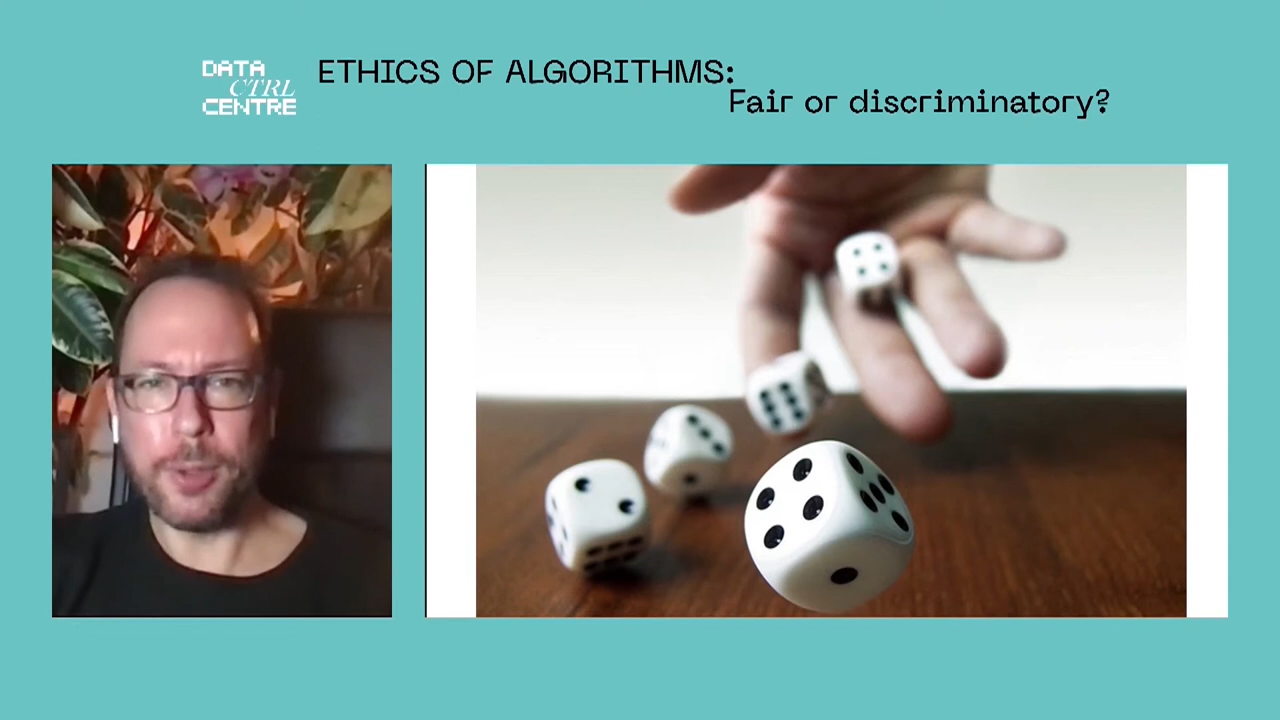 DATA
CTRL
CENTRE
ETHICS OF ALGORITHMS:
Fair or discriminatory?